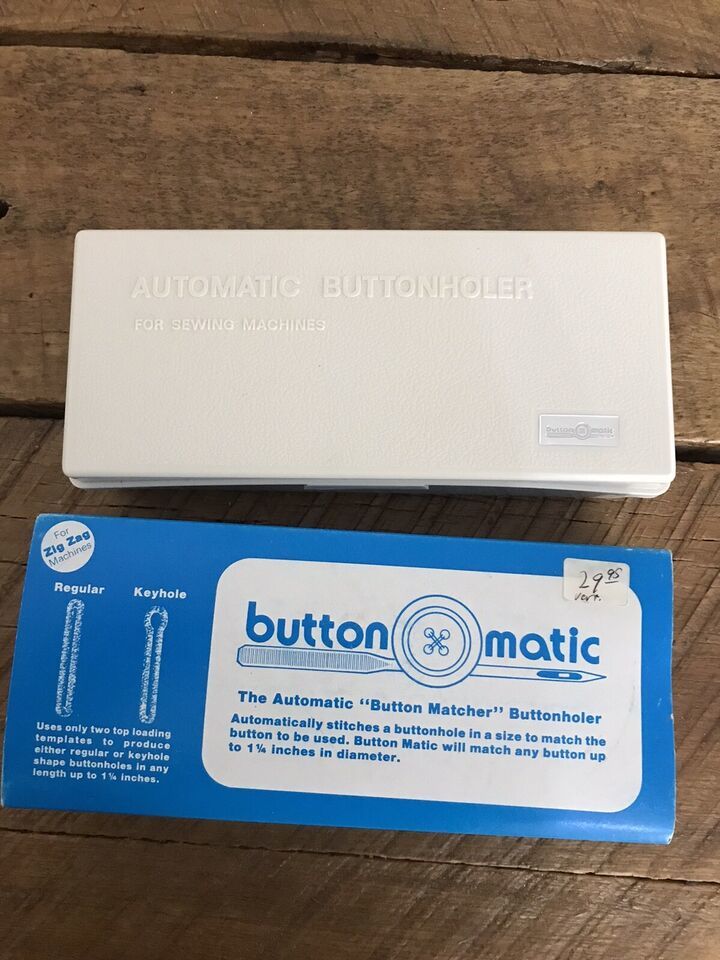 AUTOMATIC BUTTONHOLER
FOR SEWING MACHINES
button matic
For
Zig Zag
Machines
Regular Keyhole
Uses only two top loading
templates to produce
either regular or keyhole
shape buttonholes in any
length up to 1¼ inches.
29.95
button matic
The Automatic "Button Matcher" Buttonholer
Automatically stitches a buttonhole in a size to match the
button to be used. Button Matic will match any button up
to 1¼ inches in diameter.